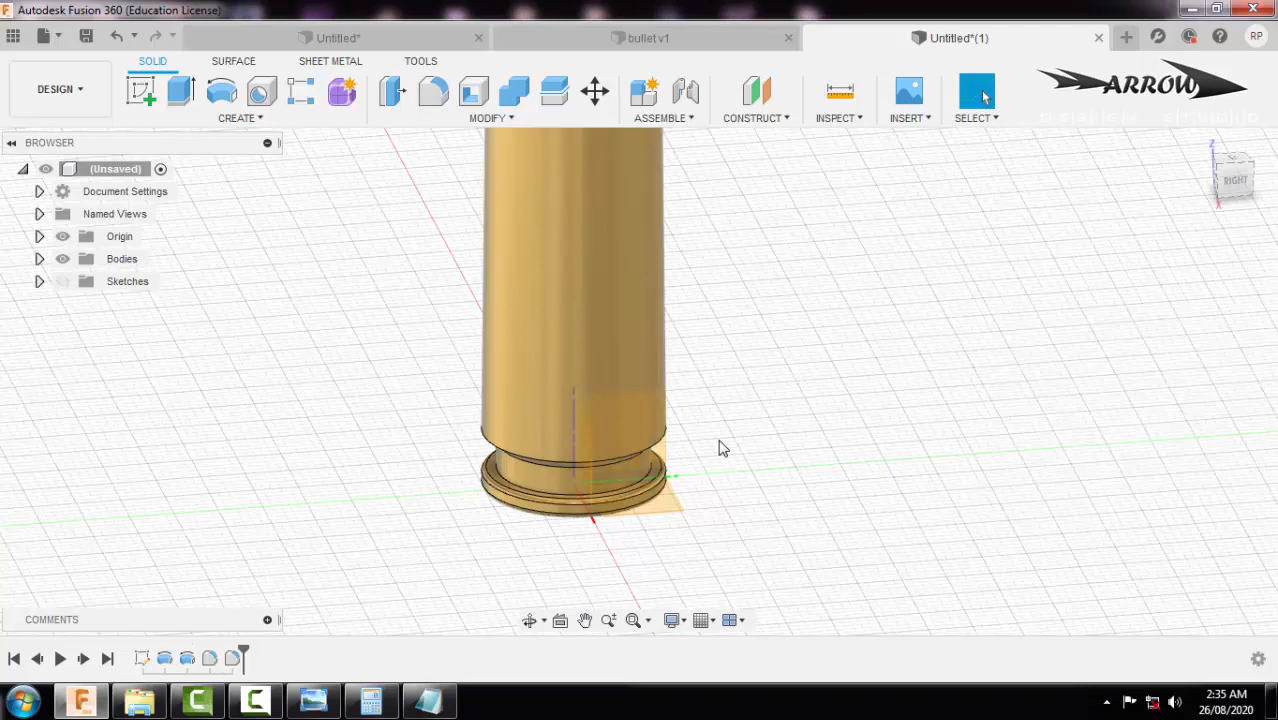 Autodesk Fusion 360 (Education License)
Untitled*
bullet v1
Untitled*(1)
RP
DESIGN
SOLID
SURFACE
SHEET METAL
TOOLS
CREATE
MODIFY
ASSEMBLE
CONSTRUCT
INSPECT
INSERT
SELECT
ARROW
BROWSER
(Unsaved)
Document Settings
Named Views
Origin
Bodies
Sketches
Z
RIGHT
X
COMMENTS
2:35 AM
26/08/2020